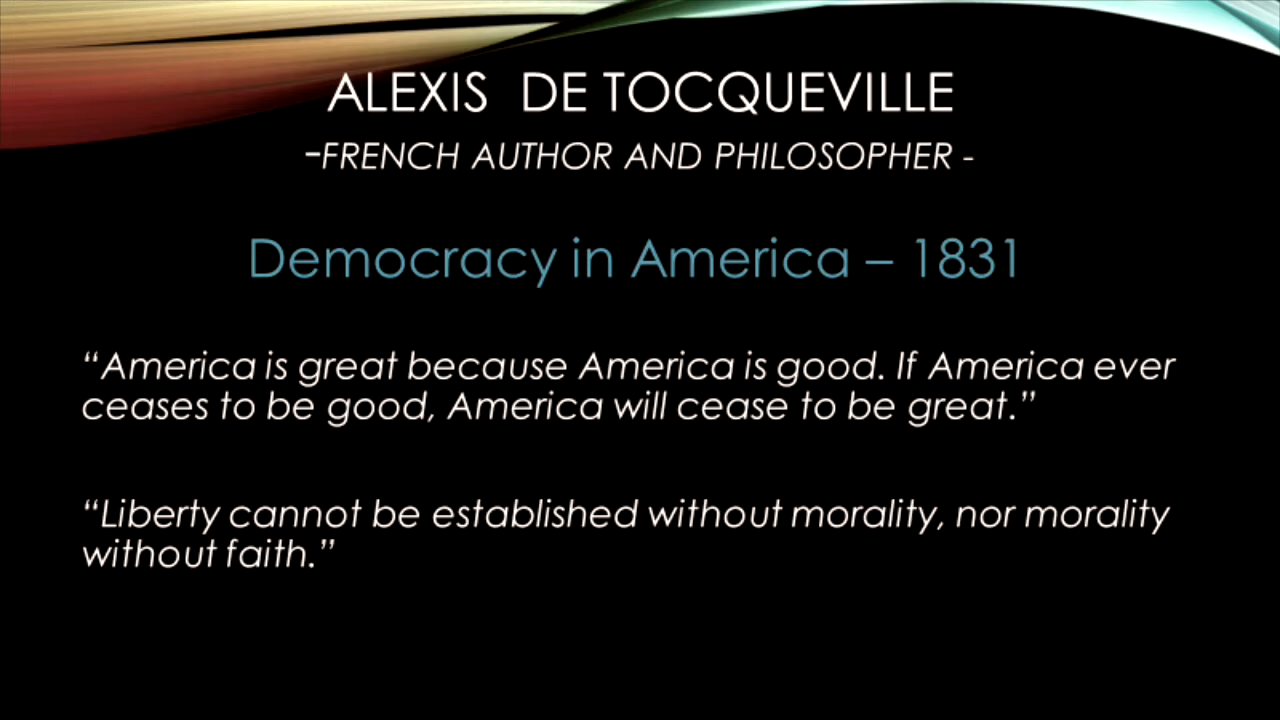 ALEXIS DE TOCQUEVILLE
-FRENCH AUTHOR AND PHILOSOPHER -
Democracy in America – 1831
“America is great because America is good. If America ever
ceases to be good, America will cease to be great.”
“Liberty cannot be established without morality, nor morality
without faith.”